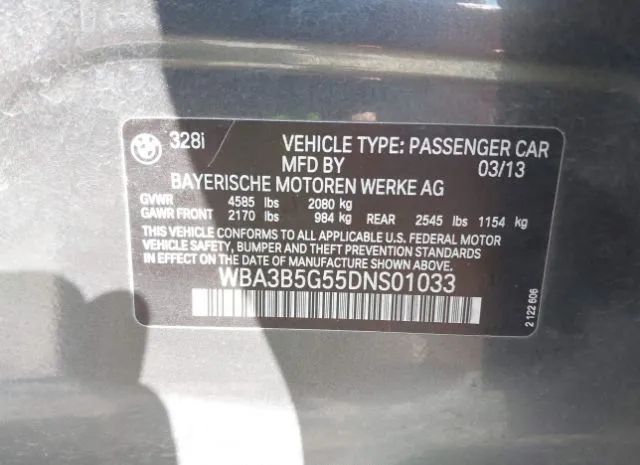 328i VEHICLE TYPE: PASSENGER CAR
MFD BY 03/13
BAYERISCHE MOTOREN WERKE AG
GVWR 4585 lbs 2080 kg
GAWR FRONT 2170 lbs 984 kg REAR 2545 lbs 1154 kg
THIS VEHICLE CONFORMS TO ALL APPLICABLE U.S. FEDERAL MOTOR
VEHICLE SAFETY, BUMPER AND THEFT PREVENTION STANDARDS
IN EFFECT ON THE DATE OF MANUFACTURE SHOWN ABOVE.
WBA3B5G55DNS01033
2 122 606